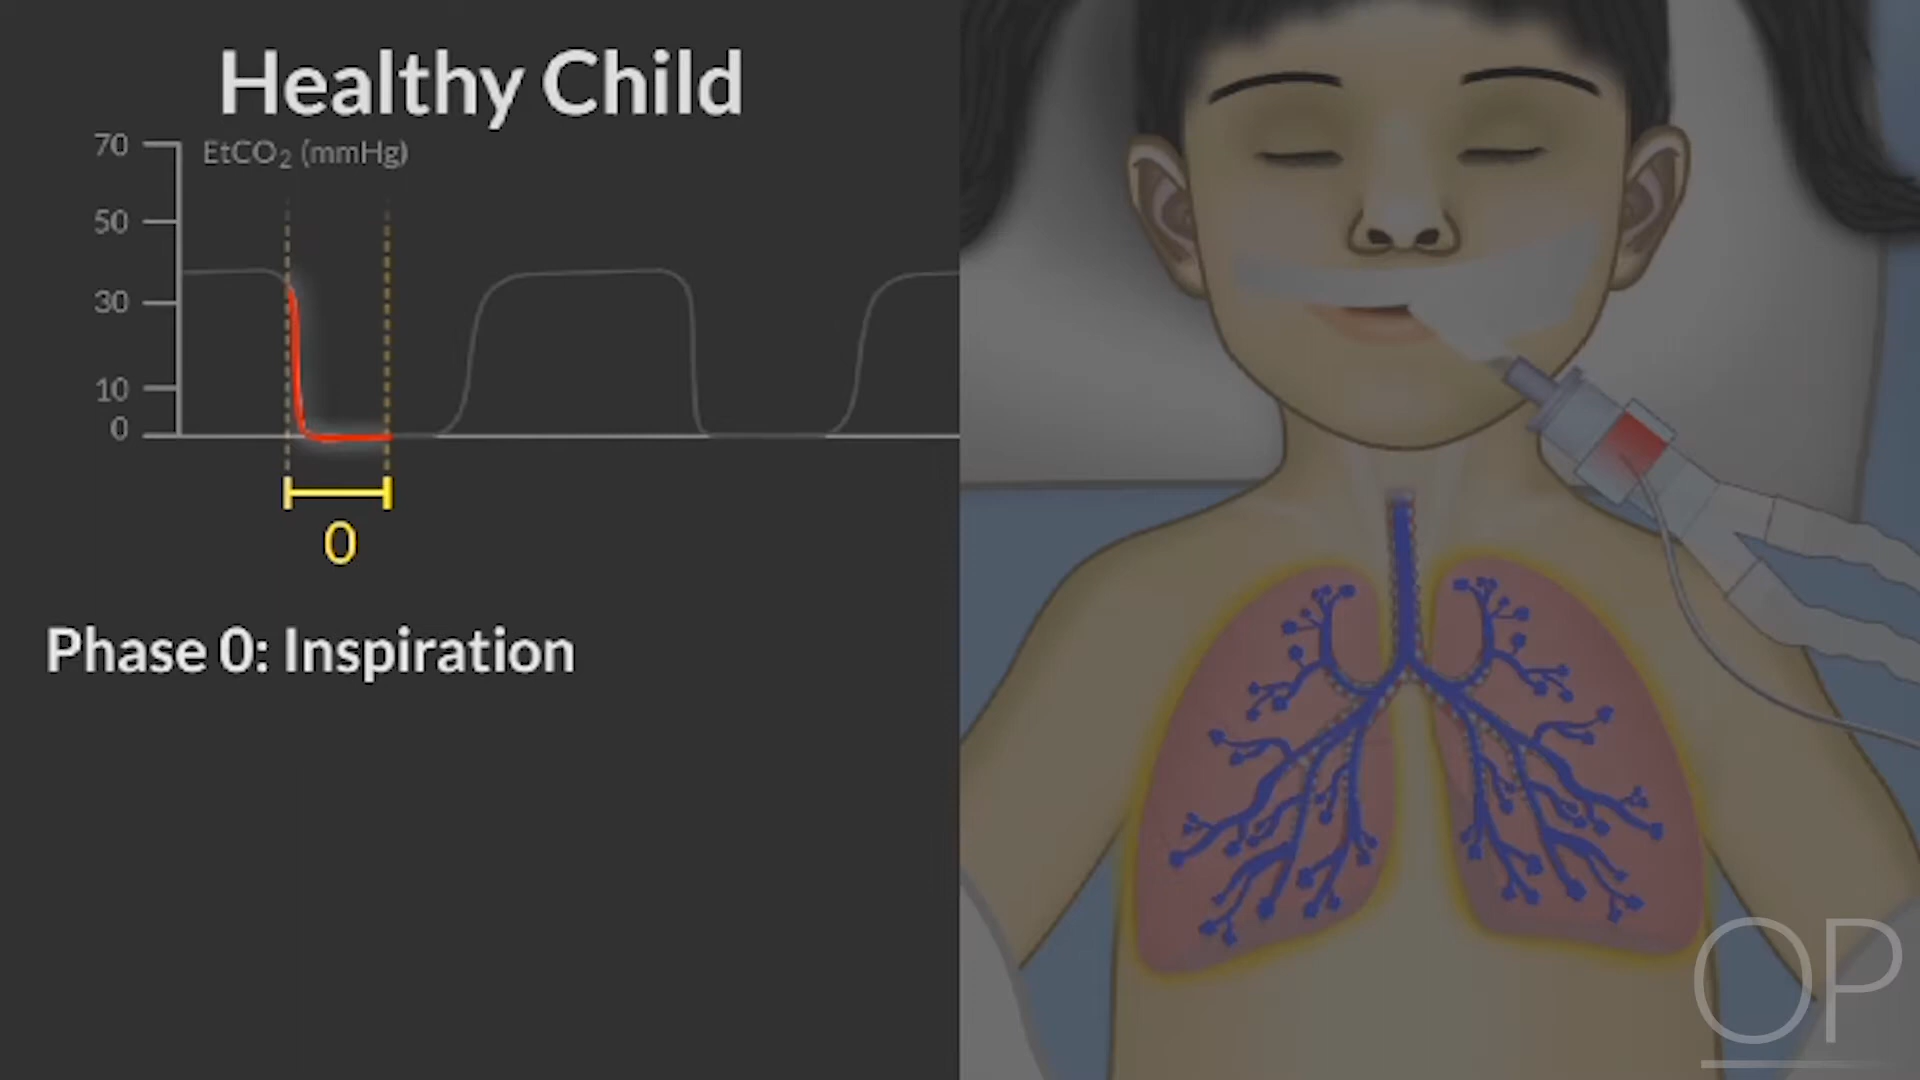 Healthy Child
70
EtCO₂ (mmHg)
50
30
10
0
0
Phase 0: Inspiration
OP